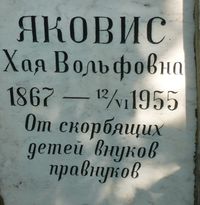 ЯКОВИС
Хая Вольфовна
1867 — 12/VI 1955
От скорбящих
детей внуков
правнуков